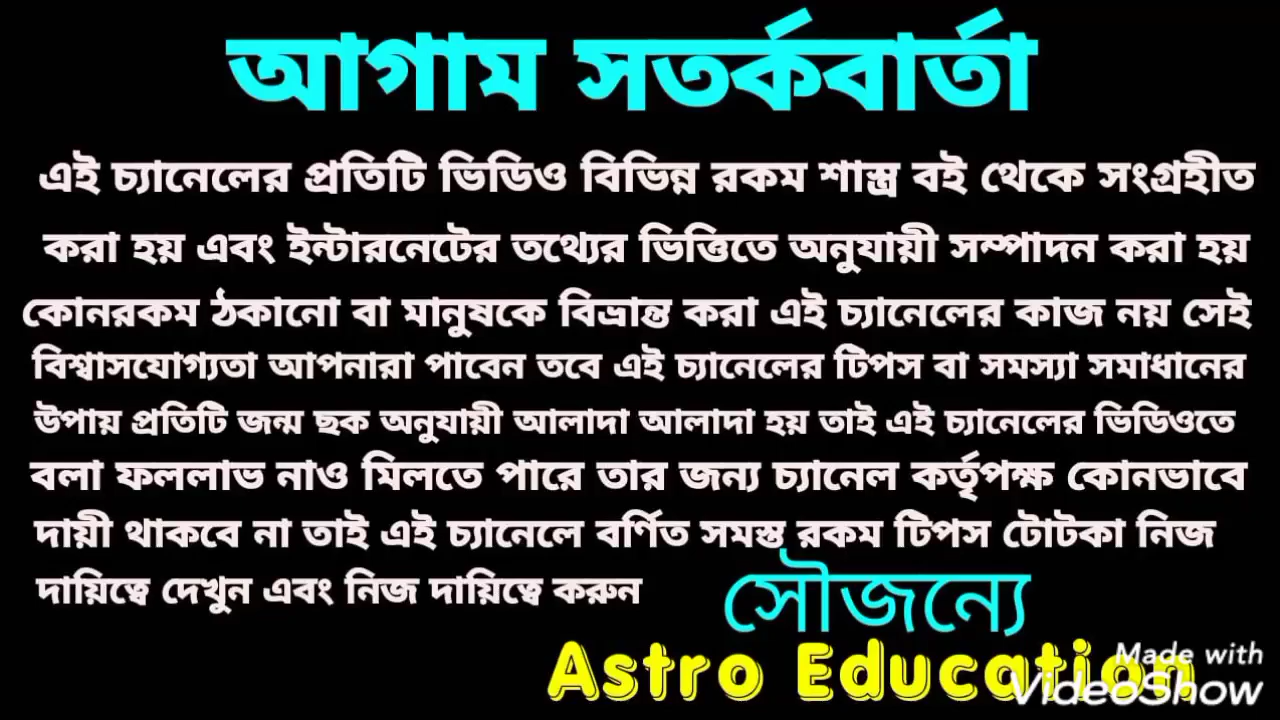 আগাম সতর্কবার্তা
এই চ্যানেলের প্রতিটি ভিডিও বিভিন্ন রকম শাস্ত্র বই থেকে সংগ্রহীত
করা হয় এবং ইন্টারনেটের তথ্যের ভিত্তিতে অনুযায়ী সম্পাদন করা হয়
কোনরকম ঠকানো বা মানুষকে বিভ্রান্ত করা এই চ্যানেলের কাজ নয় সেই
বিশ্বাসযোগ্যতা আপনারা পাবেন তবে এই চ্যানেলের টিপস বা সমস্যা সমাধানের
উপায় প্রতিটি জন্ম ছক অনুযায়ী আলাদা আলাদা হয় তাই এই চ্যানেলের ভিডিওতে
বলা ফললাভ নাও মিলতে পারে তার জন্য চ্যানেল কর্তৃপক্ষ কোনভাবে
দায়ী থাকবে না তাই এই চ্যানেলে বর্ণিত সমস্ত রকম টিপস টোটকা নিজ
দায়িত্বে দেখুন এবং নিজ দায়িত্বে করুন
সৌজন্যে
Astro Education
Made with
VideoShow